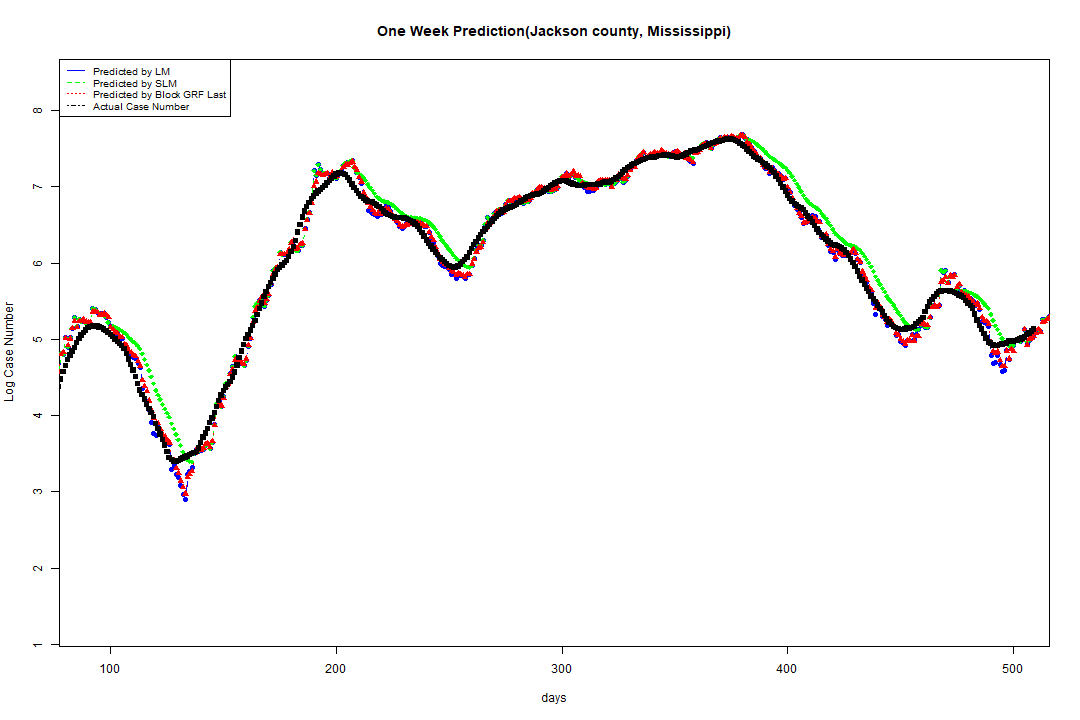 One Week Prediction(Jackson county, Mississippi)
Predicted by LM
Predicted by SLM
Predicted by Block GRF Last
Actual Case Number
8
7
6
5
4
3
2
1
Log Case Number
100 200 300 400 500
days